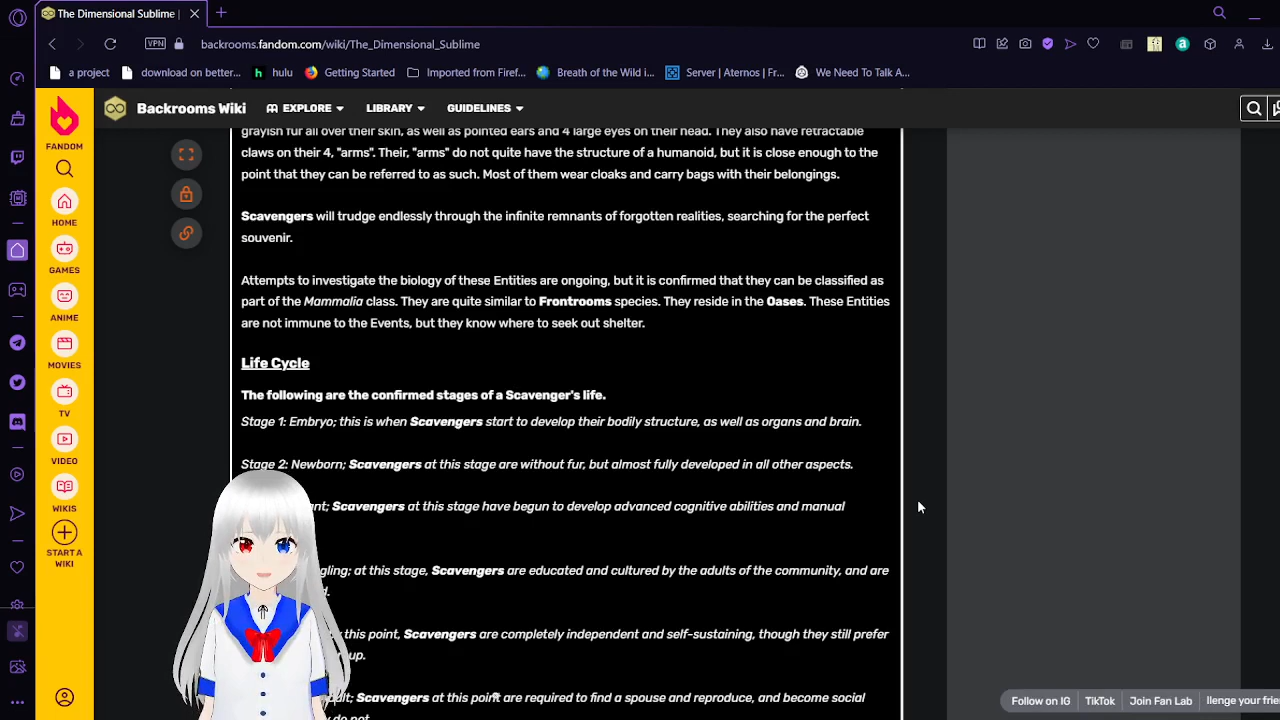 The Dimensional Sublime |
backrooms.fandom.com/wiki/The_Dimensional_Sublime
VPN
a project
download on better...
hulu
Getting Started
Imported from Firef...
Breath of the Wild i...
Server | Aternos | Fr...
We Need To Talk A...
FANDOM
HOME
GAMES
ANIME
MOVIES
TV
VIDEO
WIKIS
START A
WIKI
Backrooms Wiki
EXPLORE
LIBRARY
GUIDELINES
grayish fur all over their skin, as well as pointed ears and 4 large eyes on their head. They also have retractable
claws on their 4, "arms". Their, "arms" do not quite have the structure of a humanoid, but it is close enough to the
point that they can be referred to as such. Most of them wear cloaks and carry bags with their belongings.
Scavengers will trudge endlessly through the infinite remnants of forgotten realities, searching for the perfect
souvenir.
Attempts to investigate the biology of these Entities are ongoing, but it is confirmed that they can be classified as
part of the Mammalia class. They are quite similar to Frontrooms species. They reside in the Oases. These Entities
are not immune to the Events, but they know where to seek out shelter.
Life Cycle
The following are the confirmed stages of a Scavenger's life.
Stage 1: Embryo; this is when Scavengers start to develop their bodily structure, as well as organs and brain.
Stage 2: Newborn; Scavengers at this stage are without fur, but almost fully developed in all other aspects.
Scavengers at this stage have begun to develop advanced cognitive abilities and manual
at this stage, Scavengers are educated and cultured by the adults of the community, and are
this point, Scavengers are completely independent and self-sustaining, though they still prefer
Scavengers at this point are required to find a spouse and reproduce, and become social
do not.
Follow on IG
TikTok
Join Fan Lab